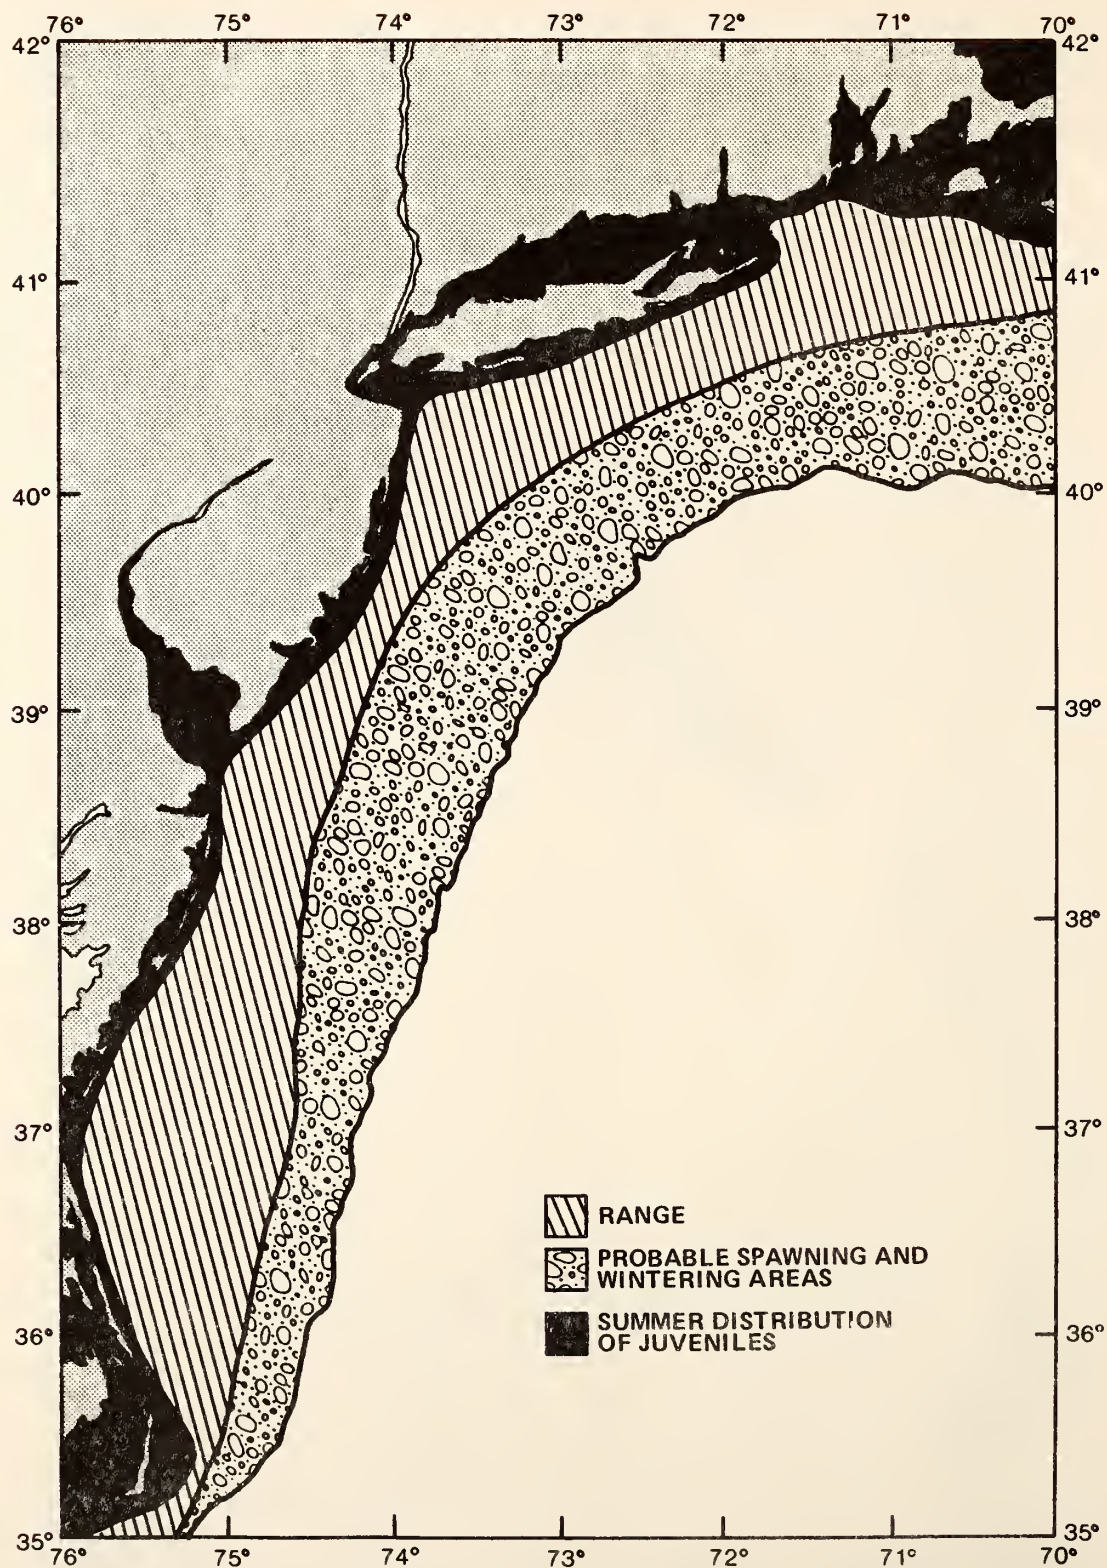 76° 75° 74° 73° 72° 71° 70°
42° 42°
41° 41°
40° 40°
39° 39°
38° 38°
37° 37°
RANGE
PROBABLE SPAWNING AND
WINTERING AREAS
SUMMER DISTRIBUTION
OF JUVENILES
36° 36°
35° 35°
76° 75° 74° 73° 72° 71° 70°